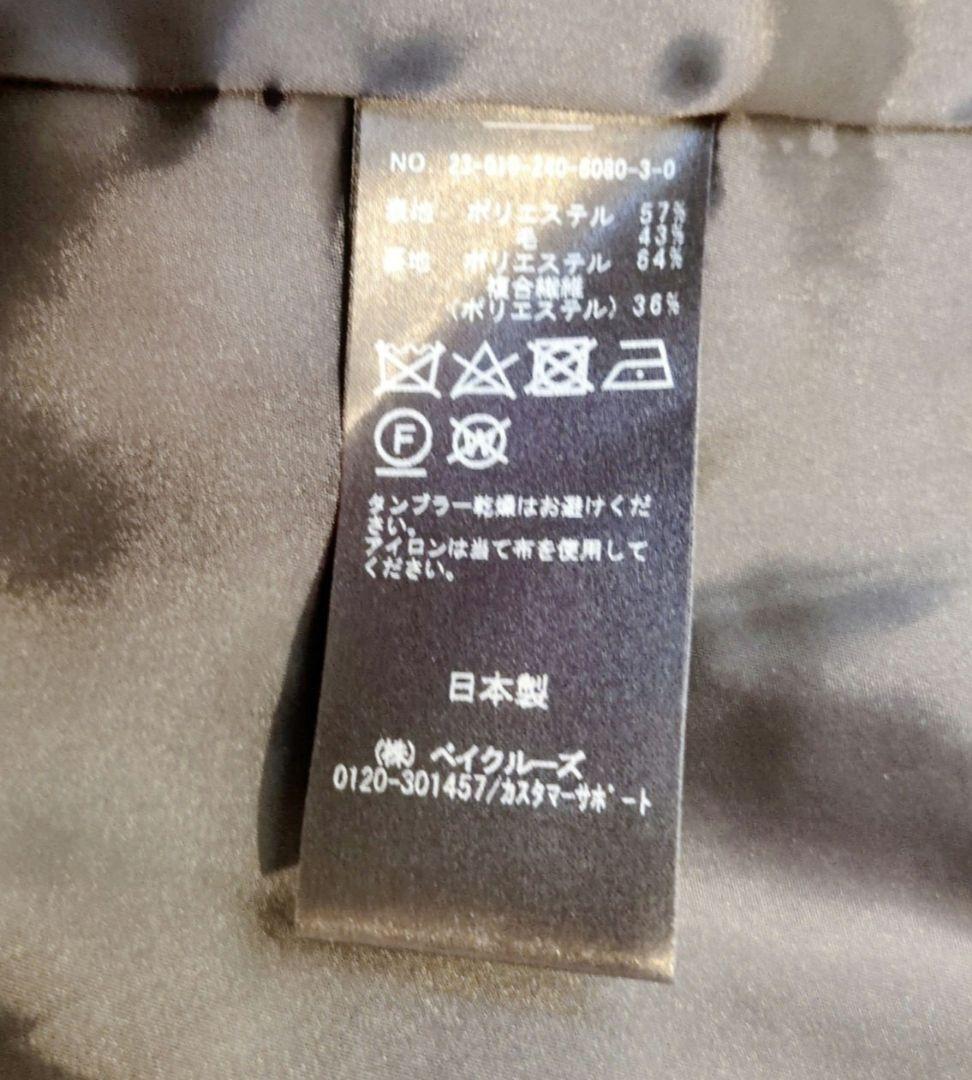 NO. 23-010-240-6080-3-0
表地 ポリエステル 57%
毛 43%
裏地 ポリエステル 64%
複合繊維
(ポリエステル) 36%
F
W
タンブラー乾燥はお避けくだ
さい。
アイロンは当て布を使用して
ください。
日本製
(株) ベイクルーズ
0120-301457/カスタマーサポート